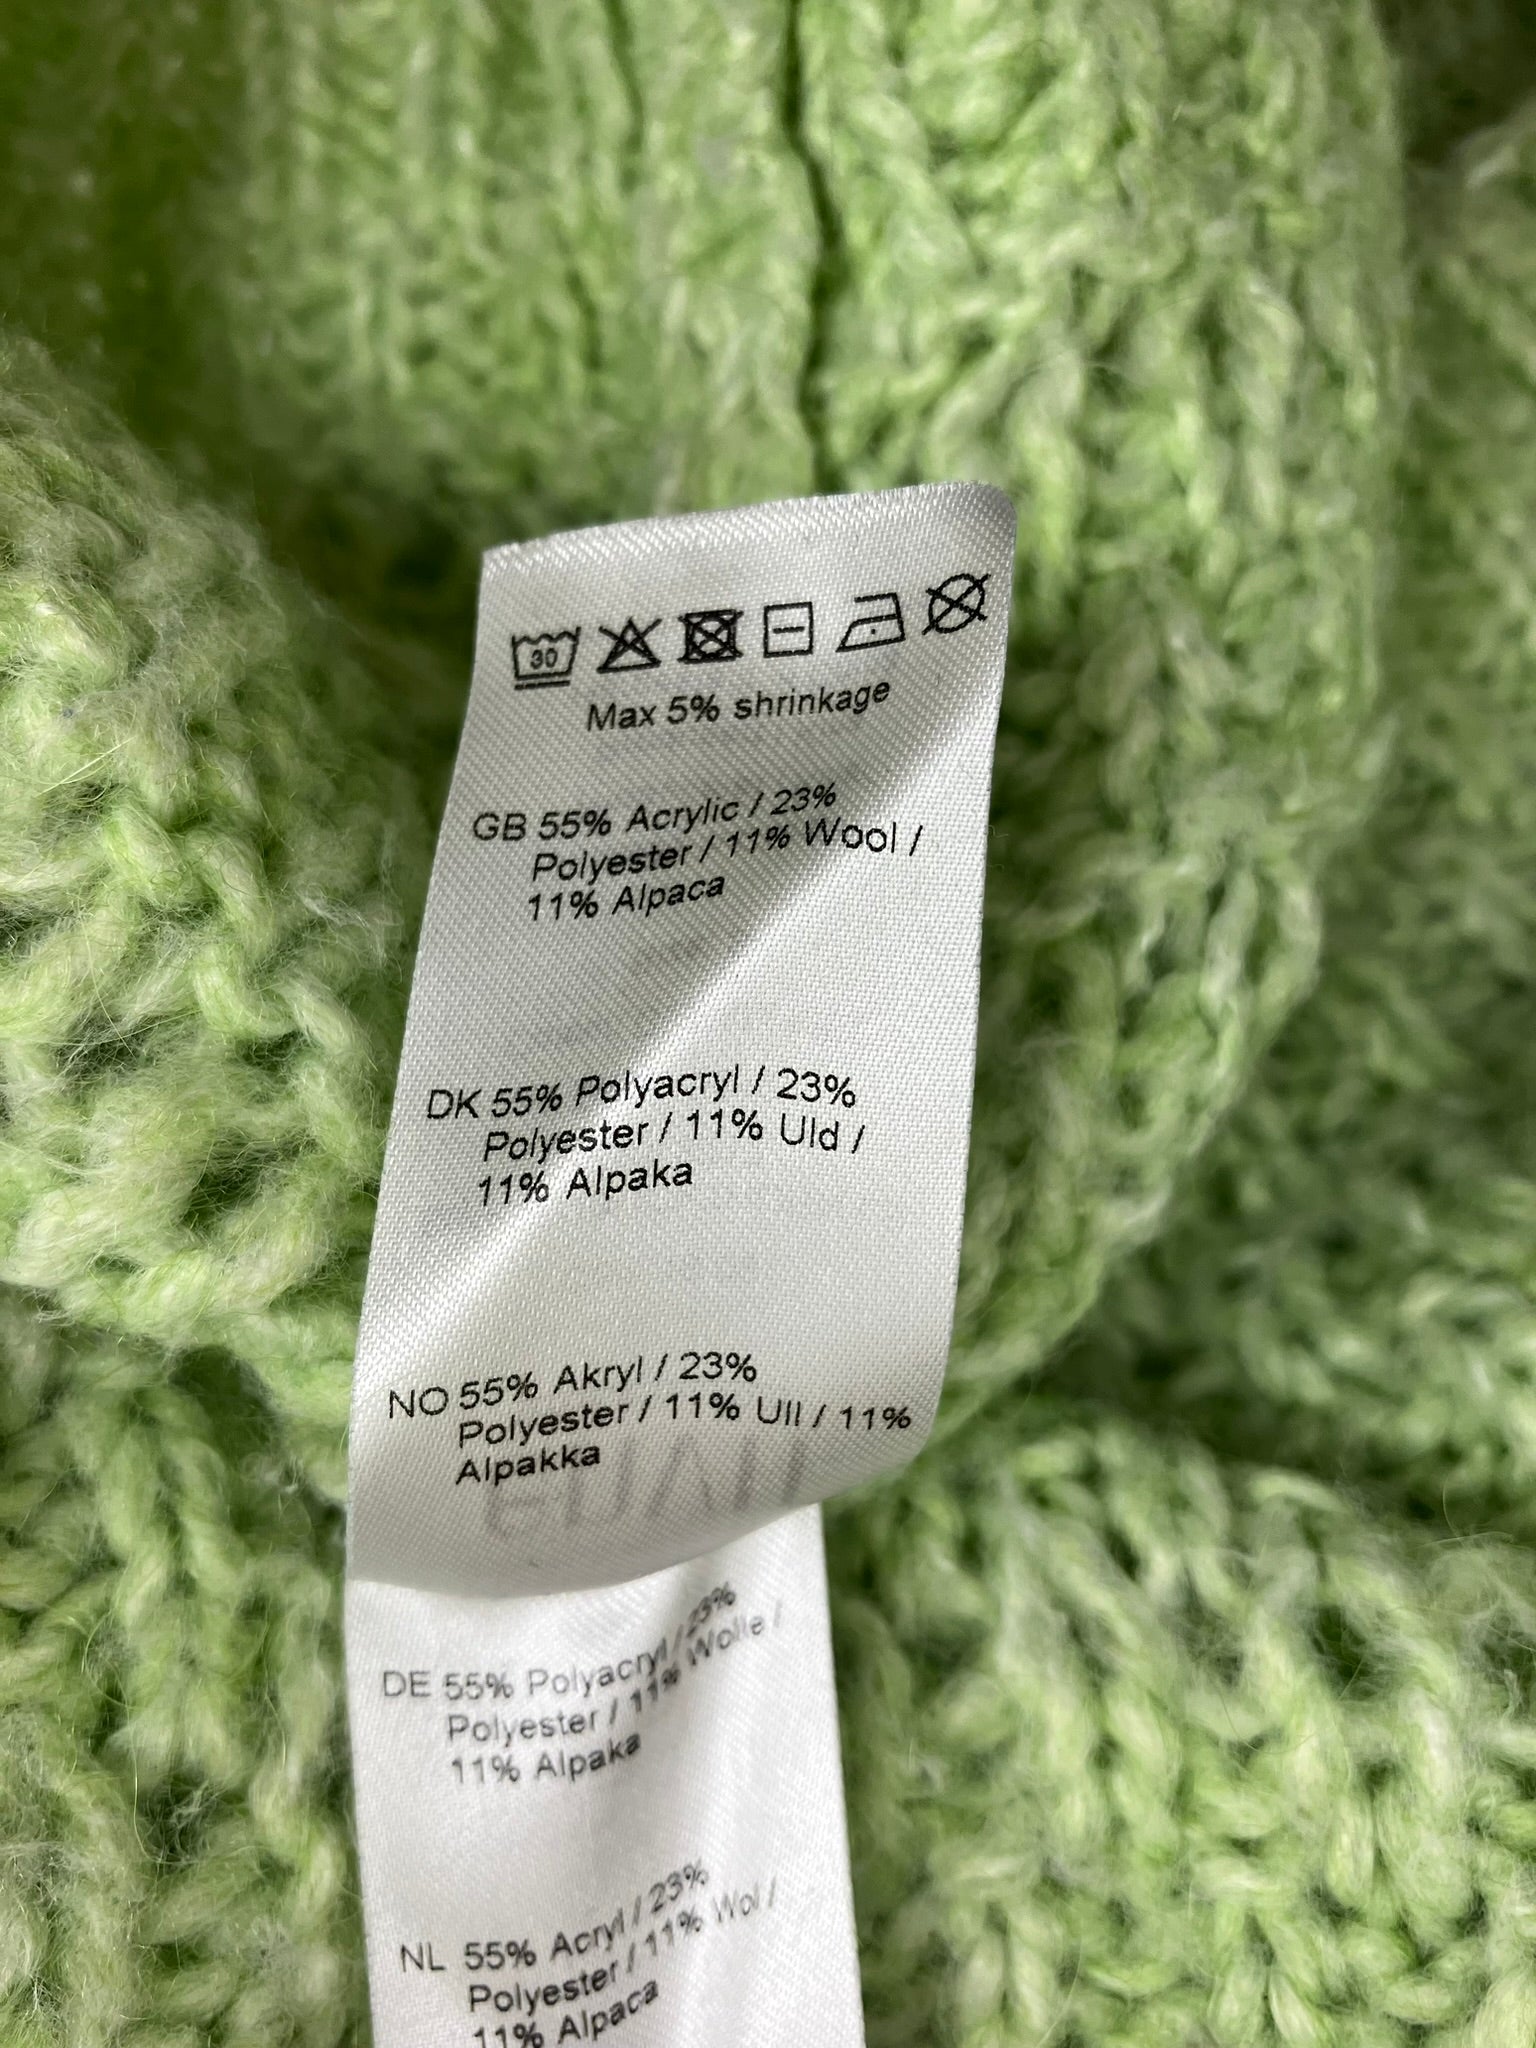 30
Max 5% shrinkage
GB 55% Acrylic / 23%
Polyester / 11% Wool /
11% Alpaca
DK 55% Polyacryl / 23%
Polyester / 11% Uld /
11% Alpaka
NO 55% Akryl / 23%
Polyester / 11% Ull / 11%
Alpakka
DE 55% Polyacryl / 23%
Polyester / 11% Wolle /
11% Alpaka
NL 55% Acryl / 23%
Polyester / 11% Wol /
11% Alpaca